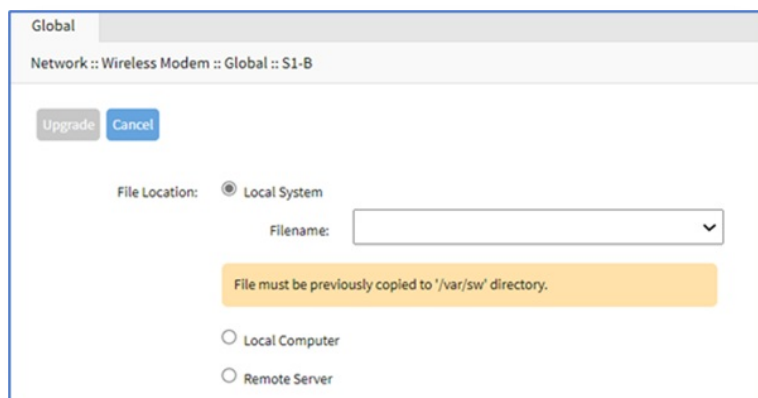 Global
Network :: Wireless Modem :: Global :: S1-B
Upgrade Cancel
File Location: Local System
Filename:
File must be previously copied to '/var/sw' directory.
Local Computer
Remote Server